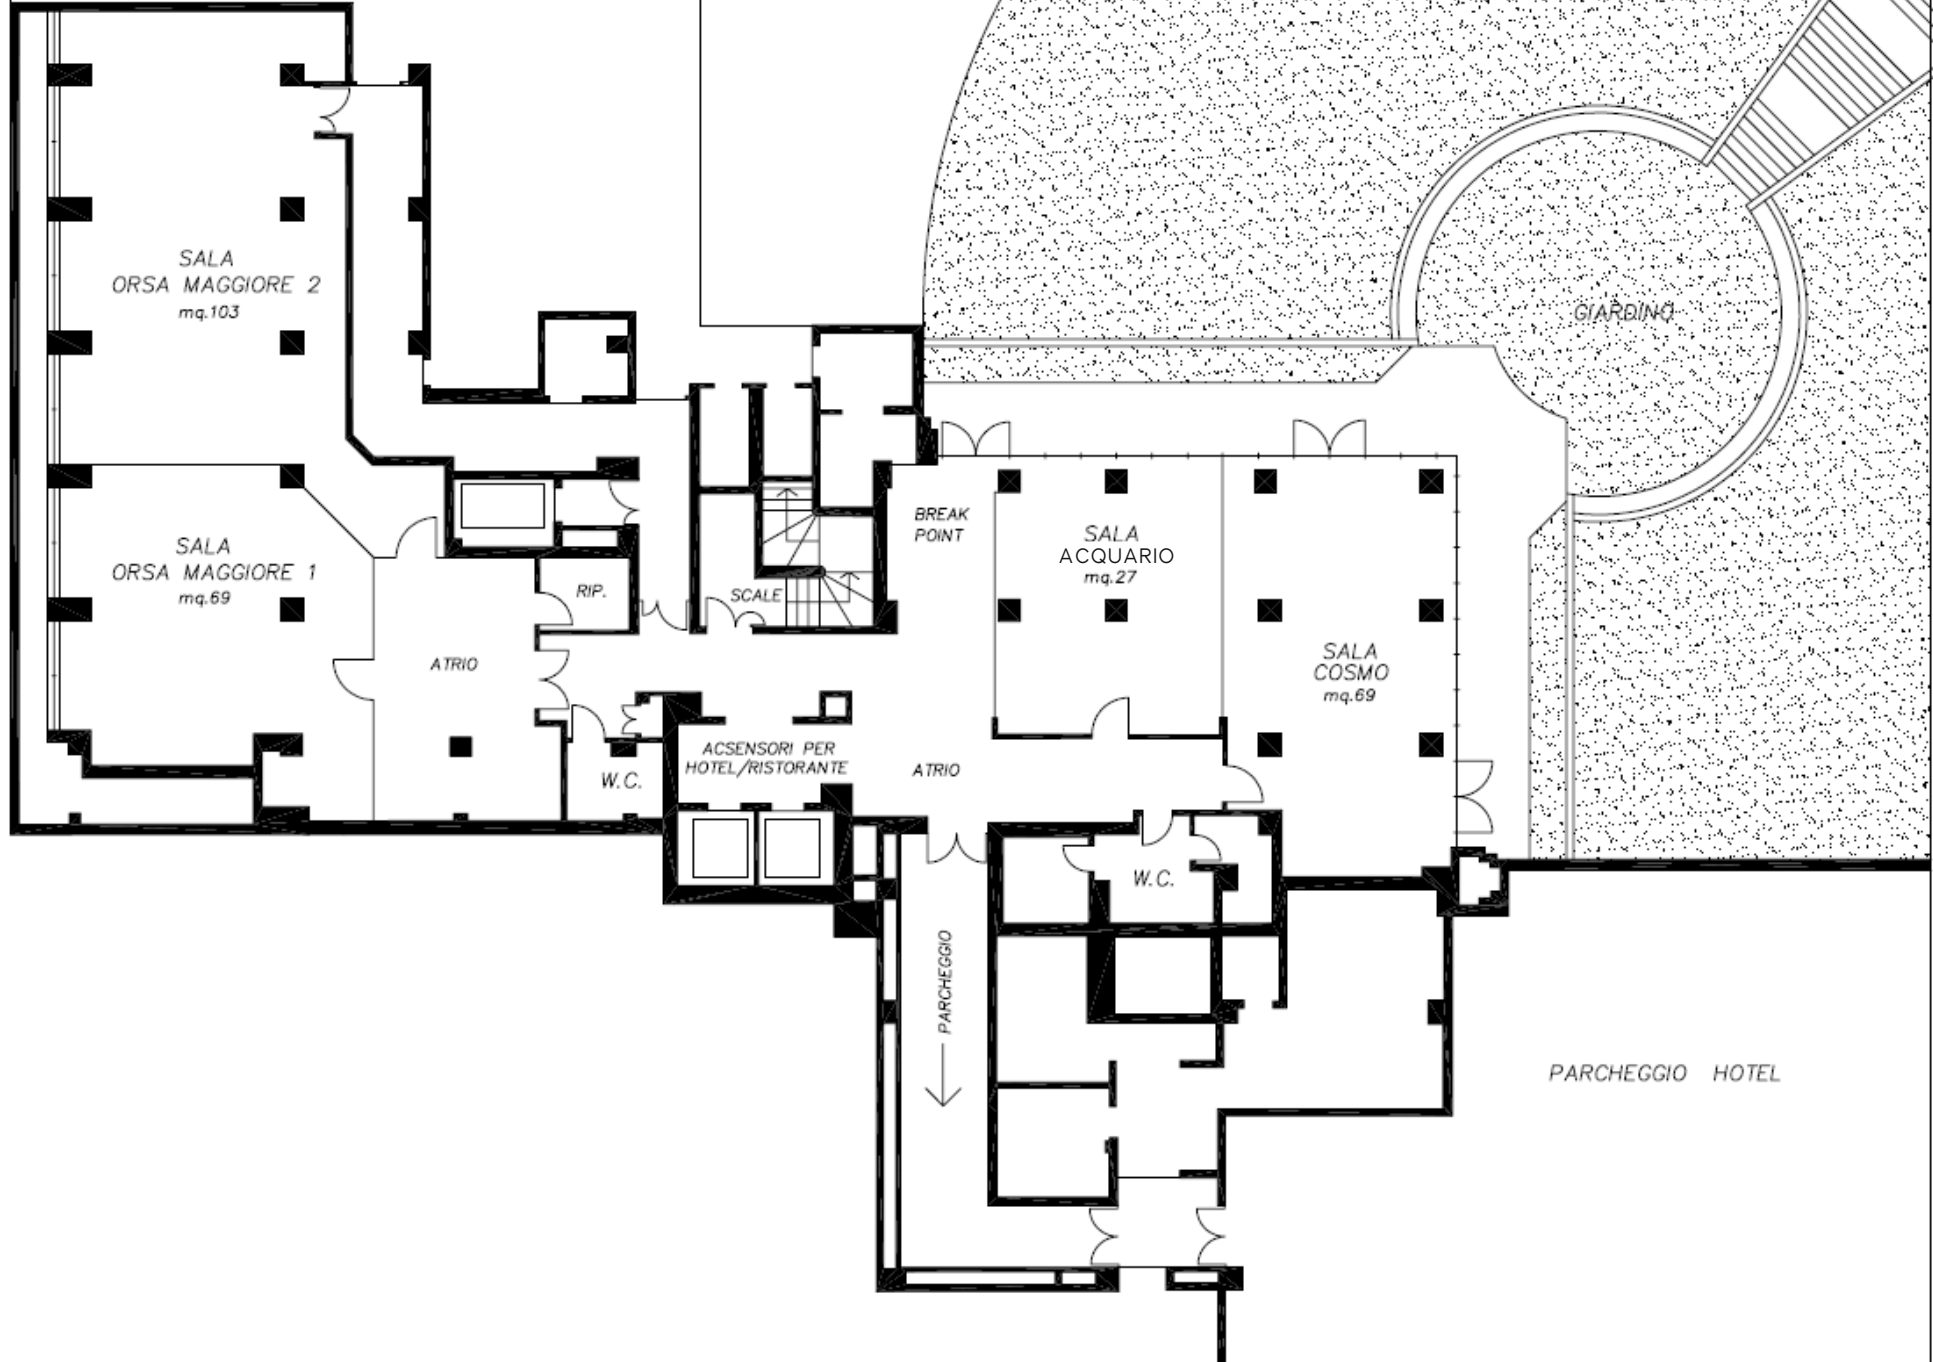 SALA
ORSA MAGGIORE 2
mq.103
GIARDINO
BREAK
POINT
SALA
ACQUARIO
mq.27
SALA
ORSA MAGGIORE 1
mq.69
RIP.
SCALE
ATRIO
SALA
COSMO
mq.69
ACSENSORI PER
HOTEL/RISTORANTE
W.C.
ATRIO
W.C.
PARCHEGGIO
PARCHEGGIO HOTEL